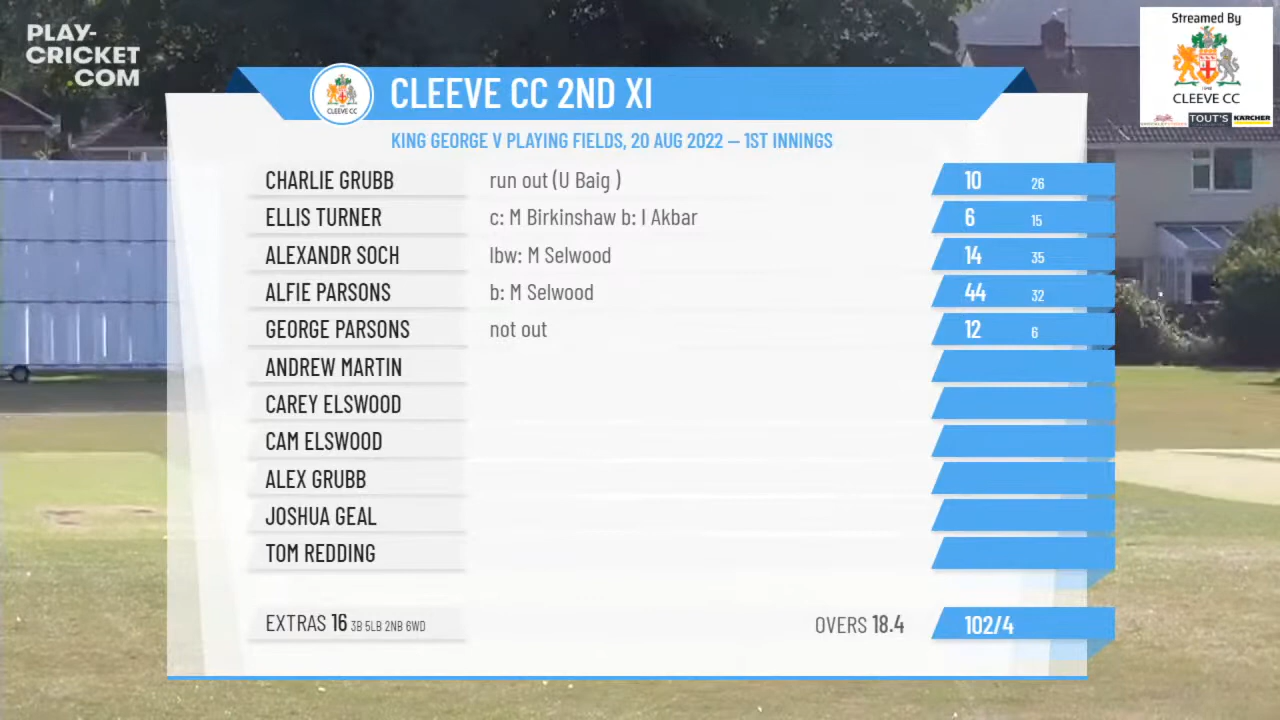 PLAY-
CRICKET
.COM
Streamed By
CLEEVE CC
TOUT'S KÄRCHER
CLEEVE CC
CLEEVE CC 2ND XI
KING GEORGE V PLAYING FIELDS, 20 AUG 2022 – 1ST INNINGS
CHARLIE GRUBB run out (U Baig ) 10 26
ELLIS TURNER c: M Birkinshaw b: I Akbar 6 15
ALEXANDR SOCH lbw: M Selwood 14 35
ALFIE PARSONS b: M Selwood 44 32
GEORGE PARSONS not out 12 6
ANDREW MARTIN
CAREY ELSWOOD
CAM ELSWOOD
ALEX GRUBB
JOSHUA GEAL
TOM REDDING
EXTRAS 16 3B 5LB 2NB 6WD OVERS 18.4 102/4